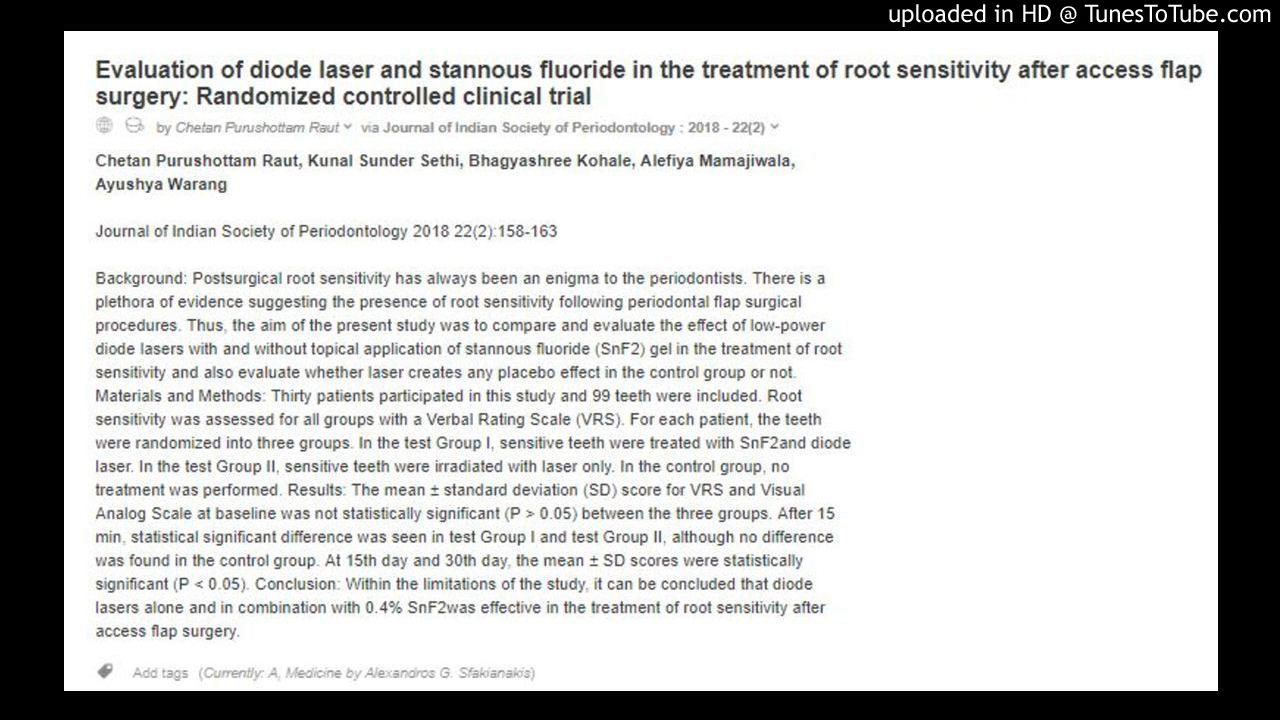 uploaded in HD @ TunesToTube.com
Evaluation of diode laser and stannous fluoride in the treatment of root sensitivity after access flap
surgery: Randomized controlled clinical trial
by Chetan Purushottam Raut via Journal of Indian Society of Periodontology : 2018 - 22(2)
Chetan Purushottam Raut, Kunal Sunder Sethi, Bhagyashree Kohale, Alefiya Mamajiwala,
Ayushya Warang
Journal of Indian Society of Periodontology 2018 22(2):158-163
Background: Postsurgical root sensitivity has always been an enigma to the periodontists. There is a
plethora of evidence suggesting the presence of root sensitivity following periodontal flap surgical
procedures. Thus, the aim of the present study was to compare and evaluate the effect of low-power
diode lasers with and without topical application of stannous fluoride (SnF2) gel in the treatment of root
sensitivity and also evaluate whether laser creates any placebo effect in the control group or not.
Materials and Methods: Thirty patients participated in this study and 99 teeth were included. Root
sensitivity was assessed for all groups with a Verbal Rating Scale (VRS). For each patient, the teeth
were randomized into three groups. In the test Group I, sensitive teeth were treated with SnF2and diode
laser. In the test Group II, sensitive teeth were irradiated with laser only. In the control group, no
treatment was performed. Results: The mean ± standard deviation (SD) score for VRS and Visual
Analog Scale at baseline was not statistically significant (P > 0.05) between the three groups. After 15
min, statistical significant difference was seen in test Group I and test Group II, although no difference
was found in the control group. At 15th day and 30th day, the mean ± SD scores were statistically
significant (P < 0.05). Conclusion: Within the limitations of the study, it can be concluded that diode
lasers alone and in combination with 0.4% SnF2was effective in the treatment of root sensitivity after
access flap surgery.
Add tags (Currently: A, Medicine by Alexandros G. Sfakianakis)